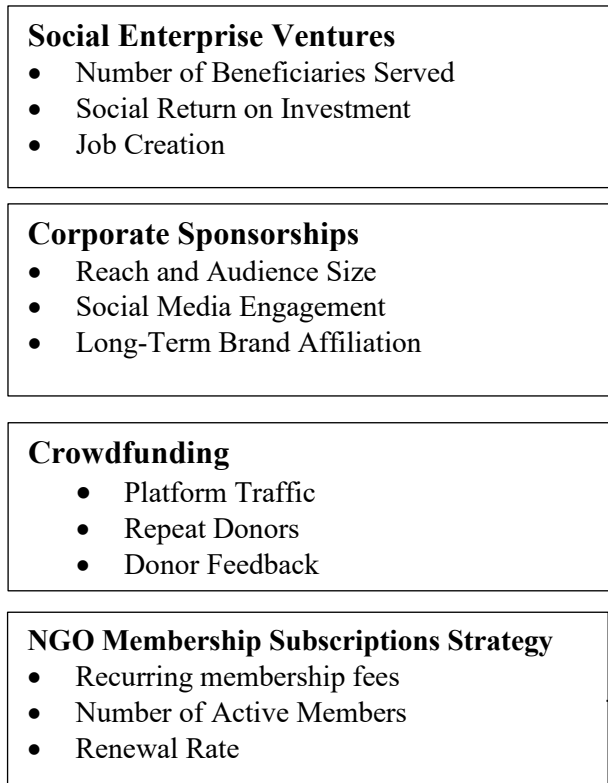 Social Enterprise Ventures
• Number of Beneficiaries Served
• Social Return on Investment
• Job Creation
Corporate Sponsorships
• Reach and Audience Size
• Social Media Engagement
• Long-Term Brand Affiliation
Crowdfunding
• Platform Traffic
• Repeat Donors
• Donor Feedback
NGO Membership Subscriptions Strategy
• Recurring membership fees
• Number of Active Members
• Renewal Rate